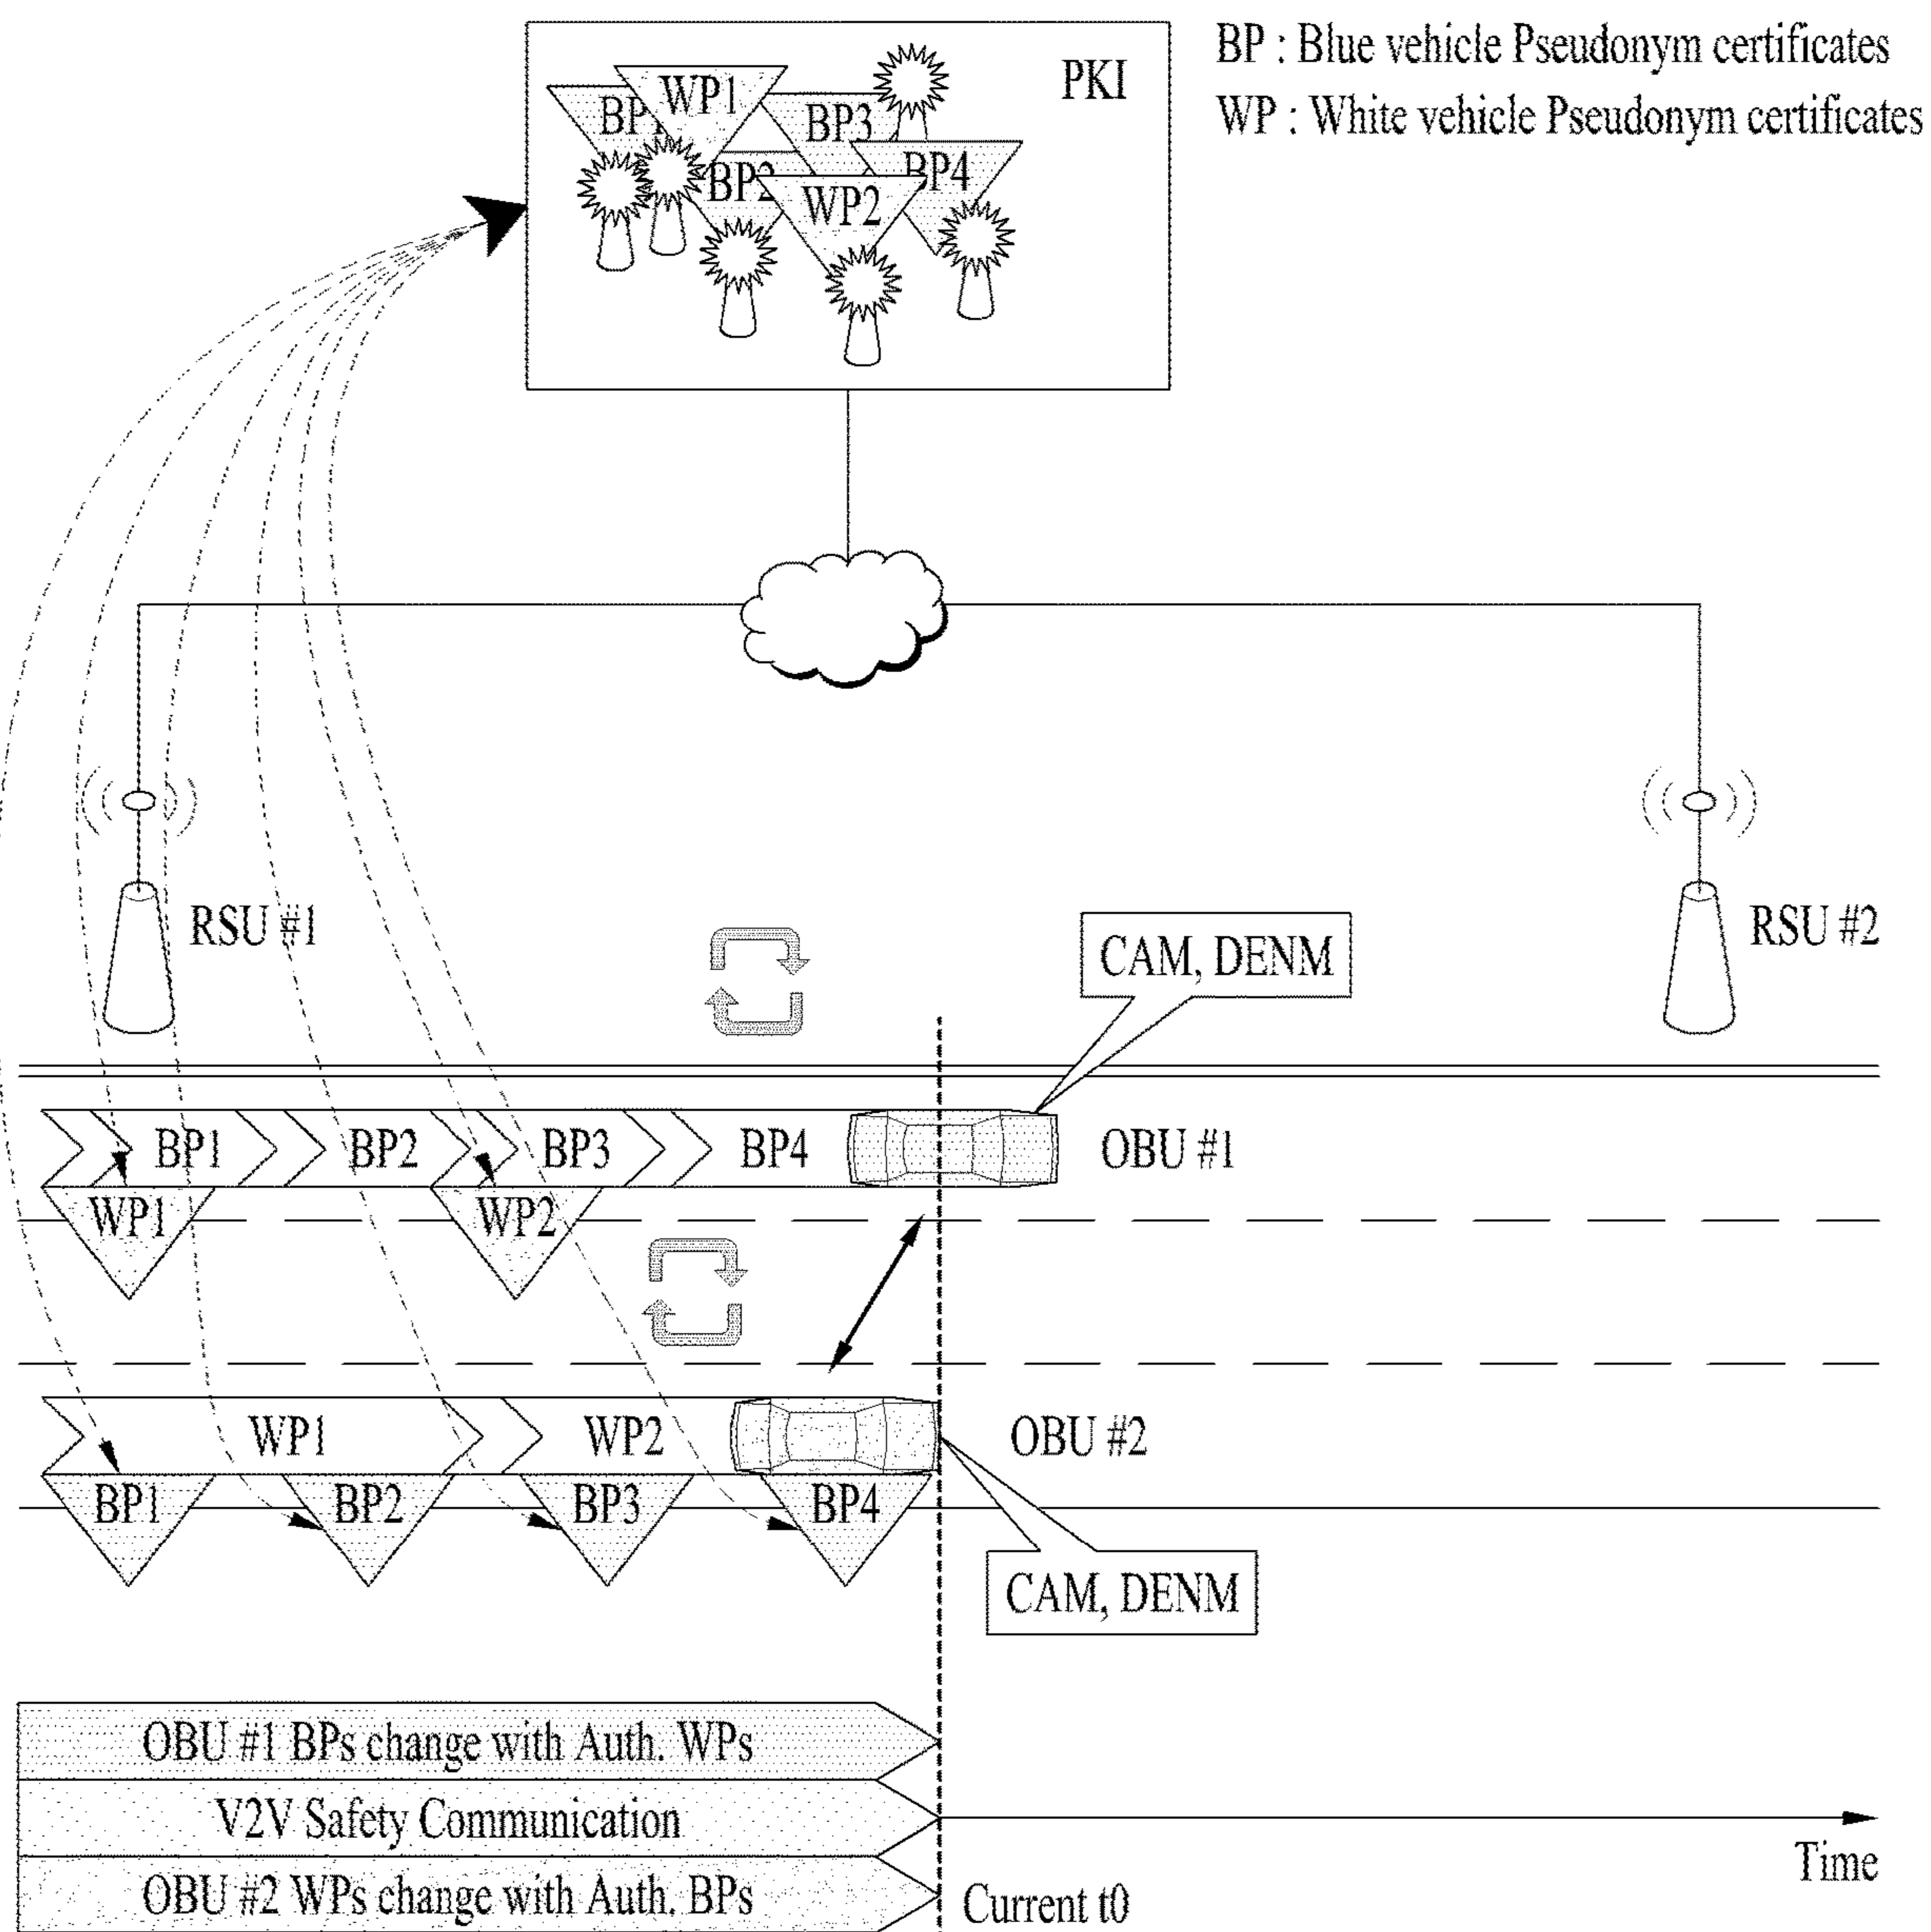 BP : Blue vehicle Pseudonym certificates
WP : White vehicle Pseudonym certificates
PKI
WP1
BP1
BP3
BP2
BP4
WP2
RSU #1
RSU #2
CAM, DENM
BP1
BP2
BP3
BP4
OBU #1
WP1
WP2
WP1
WP2
OBU #2
BP1
BP2
BP3
BP4
CAM, DENM
OBU #1 BPs change with Auth. WPs
V2V Safety Communication
Time
OBU #2 WPs change with Auth. BPs
Current t0